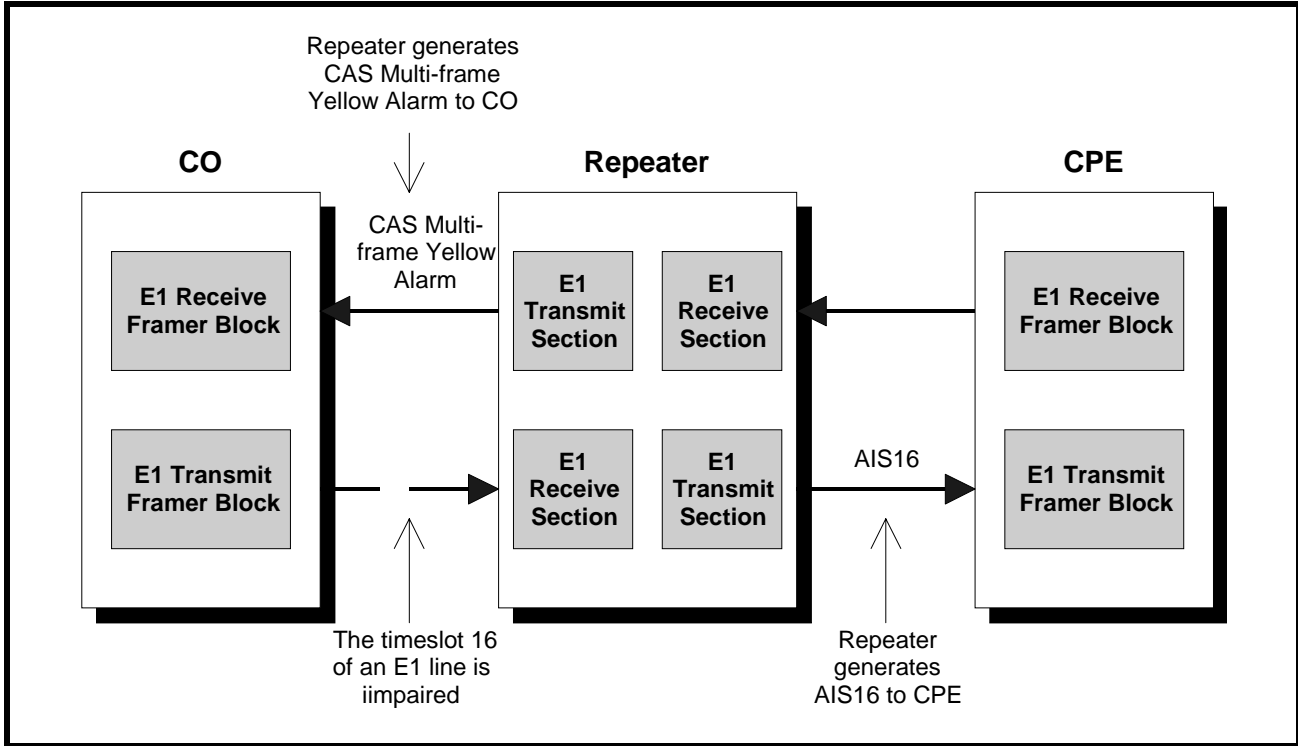 Repeater generates
CAS Multi-frame
Yellow Alarm to CO
CO
Repeater
CPE
CAS Multi-
frame Yellow
Alarm
E1 Receive
Framer Block
E1
Transmit
Section
E1
Receive
Section
E1 Receive
Framer Block
E1 Transmit
Framer Block
E1
Receive
Section
E1
Transmit
Section
AIS16
E1 Transmit
Framer Block
The timeslot 16
of an E1 line is
iimpaired
Repeater
generates
AIS16 to CPE